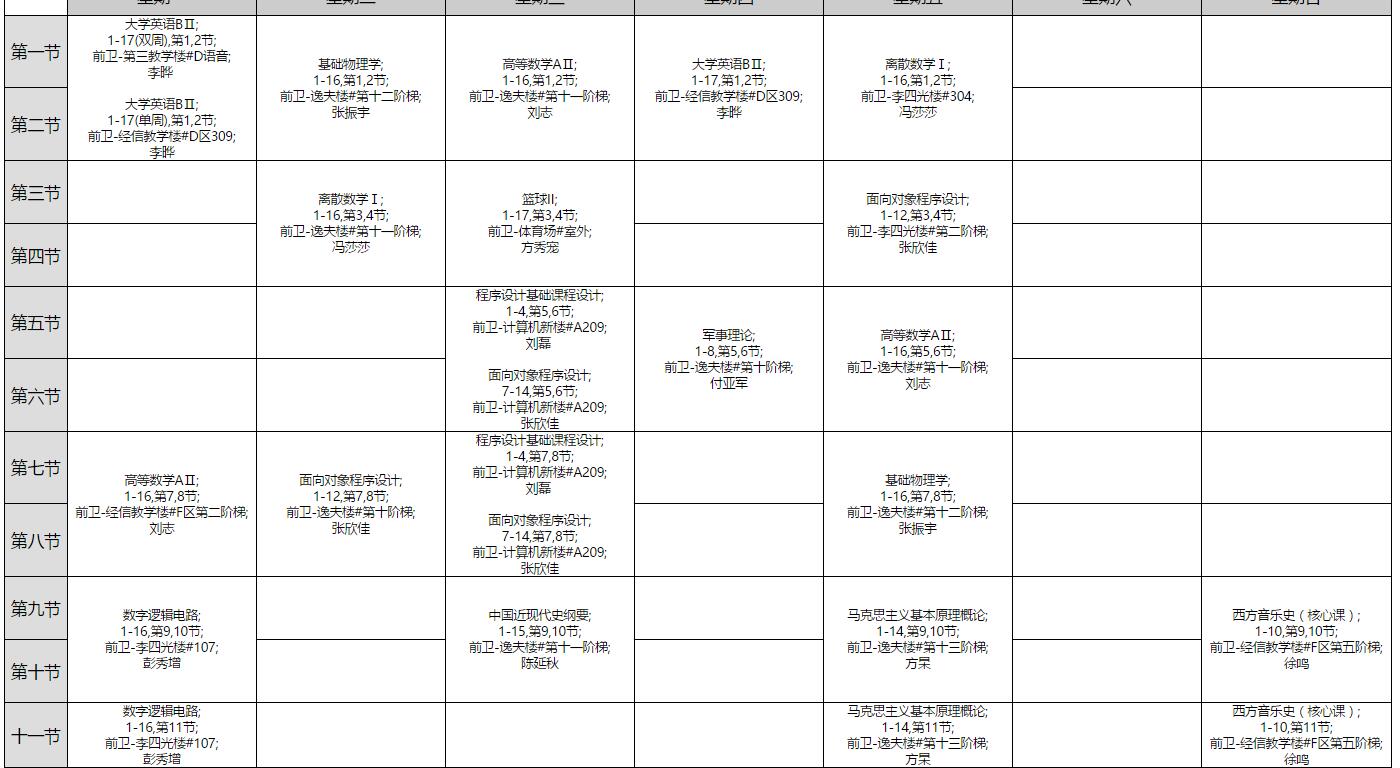 大学英语BⅡ;
1-17(双周),第1,2节;
前卫-第三教学楼#D语音;
李晔
大学英语BⅡ;
1-17(单周),第1,2节;
前卫-经信教学楼#D区309;
李晔
第一节
第二节
基础物理学;
1-16,第1,2节;
前卫-逸夫楼#第十二阶梯;
张振宇
高等数学AⅡ;
1-16,第1,2节;
前卫-逸夫楼#第十一阶梯;
刘志
大学英语BⅡ;
1-17,第1,2节;
前卫-经信教学楼#D区309;
李晔
离散数学Ⅰ;
1-16,第1,2节;
前卫-李四光楼#304;
冯莎莎
第三节
第四节
离散数学Ⅰ;
1-16,第3,4节;
前卫-逸夫楼#第十一阶梯;
冯莎莎
篮球II;
1-17,第3,4节;
前卫-体育场#室外;
方秀宠
面向对象程序设计;
1-12,第3,4节;
前卫-李四光楼#第二阶梯;
张欣佳
第五节
第六节
程序设计基础课程设计;
1-4,第5,6节;
前卫-计算机新楼#A209;
刘磊
面向对象程序设计;
7-14,第5,6节;
前卫-计算机新楼#A209;
张欣佳
军事理论;
1-8,第5,6节;
前卫-逸夫楼#第十阶梯;
付亚军
高等数学AⅡ;
1-16,第5,6节;
前卫-逸夫楼#第十一阶梯;
刘志
第七节
第八节
高等数学AⅡ;
1-16,第7,8节;
前卫-经信教学楼#F区第二阶梯;
刘志
面向对象程序设计;
1-12,第7,8节;
前卫-逸夫楼#第十阶梯;
张欣佳
程序设计基础课程设计;
1-4,第7,8节;
前卫-计算机新楼#A209;
刘磊
面向对象程序设计;
7-14,第7,8节;
前卫-计算机新楼#A209;
张欣佳
基础物理学;
1-16,第7,8节;
前卫-逸夫楼#第十二阶梯;
张振宇
第九节
第十节
数字逻辑电路;
1-16,第9,10节;
前卫-李四光楼#107;
彭秀增
中国近现代史纲要;
1-15,第9,10节;
前卫-逸夫楼#第十一阶梯;
陈延秋
马克思主义基本原理概论;
1-14,第9,10节;
前卫-逸夫楼#第十三阶梯;
方杲
西方音乐史（核心课）;
1-10,第9,10节;
前卫-经信教学楼#F区第五阶梯;
徐鸣
十一节
数字逻辑电路;
1-16,第11节;
前卫-李四光楼#107;
彭秀增
马克思主义基本原理概论;
1-14,第11节;
前卫-逸夫楼#第十三阶梯;
方杲
西方音乐史（核心课）;
1-10,第11节;
前卫-经信教学楼#F区第五阶梯;
徐鸣